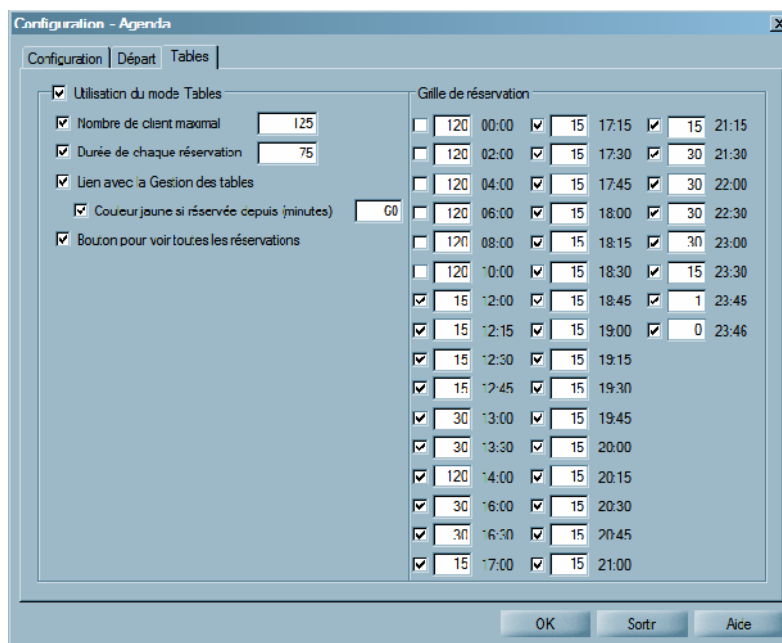 Configuration - Agenda
Configuration Départ Tables
Utilisation du mode Tables
Nombre de client maximal 125
Durée de chaque réservation 75
Lien avec la Gestion des tables
Couleur jaune si réservée depuis (minutes) 60
Bouton pour voir toutes les réservations
Grille de réservation
120 00:00 15 17:15 15 21:15
120 02:00 15 17:30 30 21:30
120 04:00 15 17:45 30 22:00
120 06:00 15 18:00 30 22:30
120 08:00 15 18:15 30 23:00
120 10:00 15 18:30 15 23:30
15 12:00 15 18:45 1 23:45
15 12:15 15 19:00 0 23:46
15 12:30 15 19:15
15 12:45 15 19:30
30 13:00 15 19:45
30 13:30 15 20:00
120 14:00 15 20:15
30 16:00 15 20:30
30 16:30 15 20:45
15 17:00 15 21:00
OK Sortir Aide